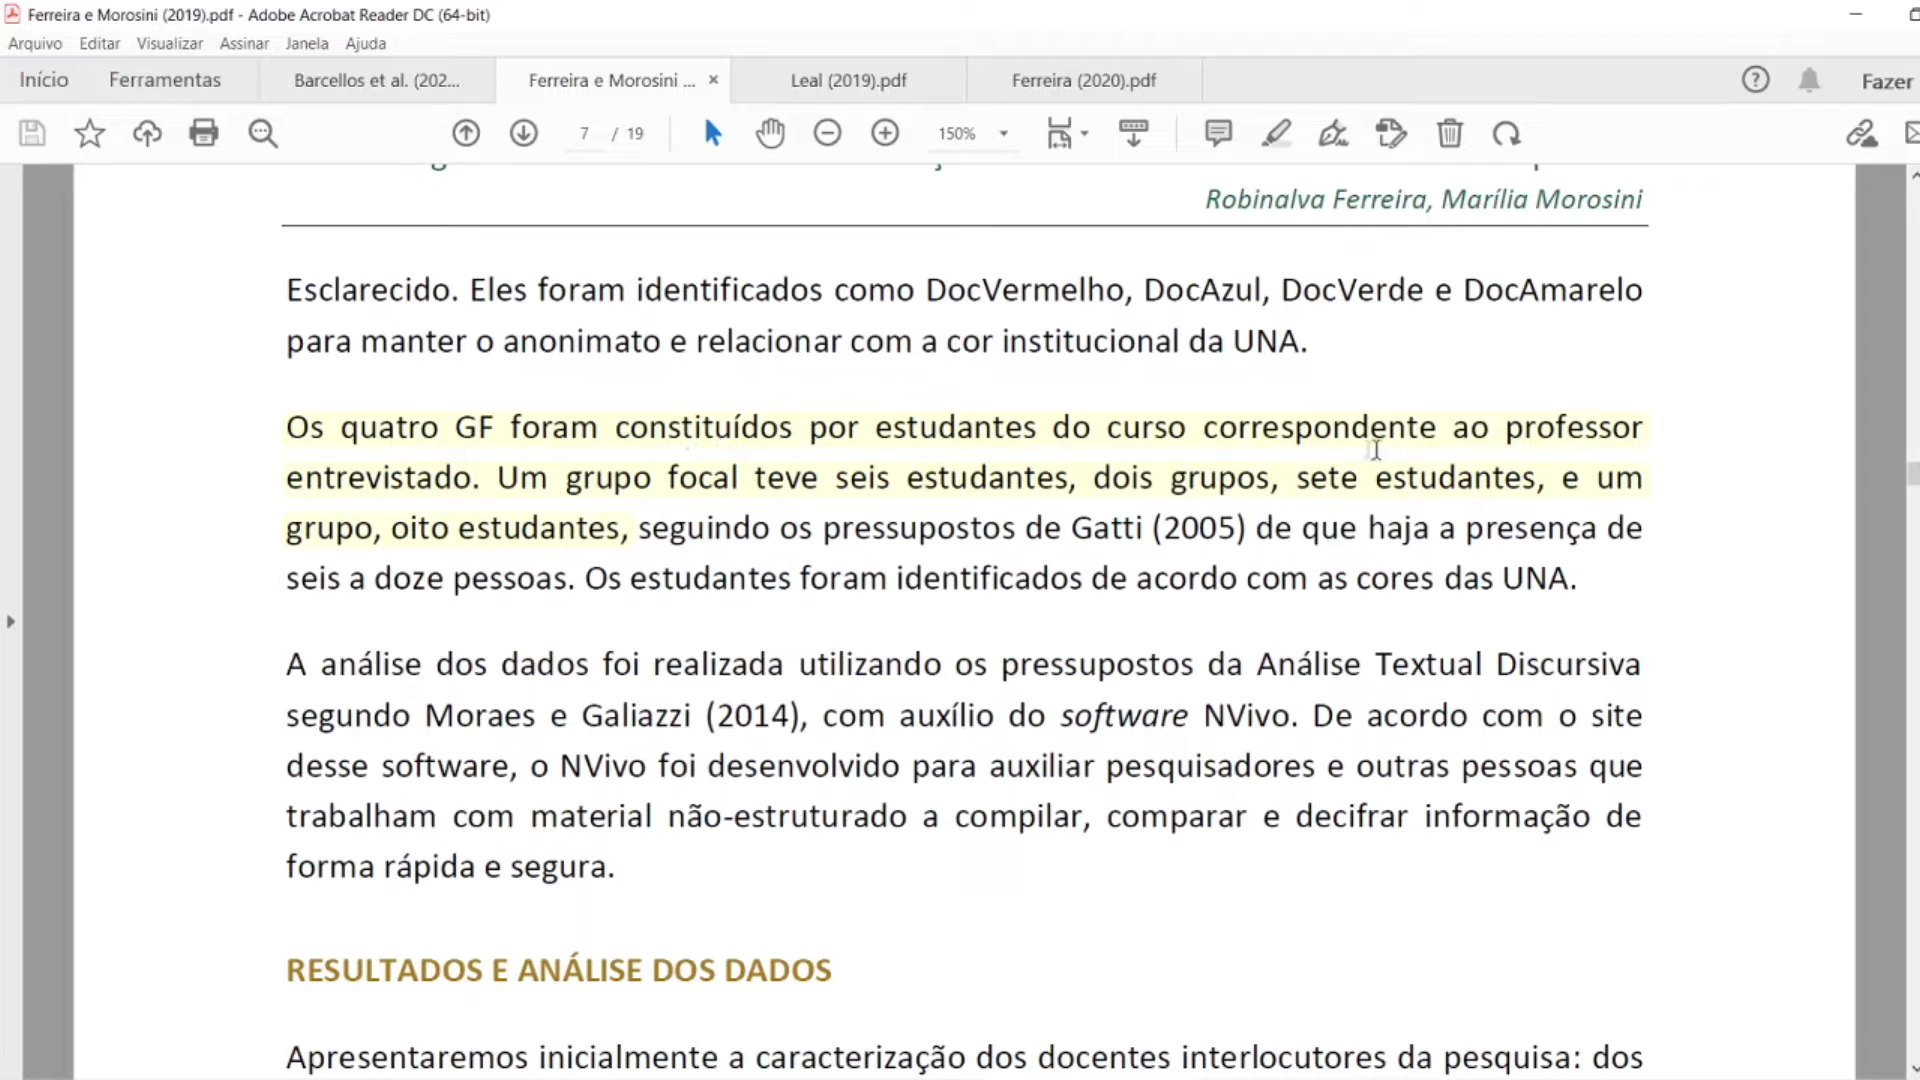 Ferreira e Morosini (2019).pdf - Adobe Acrobat Reader DC (64-bit)
Arquivo Editar Visualizar Assinar Janela Ajuda
Início Ferramentas Barcellos et al. (202... Ferreira e Morosini ... × Leal (2019).pdf Ferreira (2020).pdf Fazer
7 / 19 150%
Robinalva Ferreira, Marília Morosini
Esclarecido. Eles foram identificados como DocVermelho, DocAzul, DocVerde e DocAmarelo
para manter o anonimato e relacionar com a cor institucional da UNA.
Os quatro GF foram constituídos por estudantes do curso correspondente ao professor
entrevistado. Um grupo focal teve seis estudantes, dois grupos, sete estudantes, e um
grupo, oito estudantes, seguindo os pressupostos de Gatti (2005) de que haja a presença de
seis a doze pessoas. Os estudantes foram identificados de acordo com as cores das UNA.
A análise dos dados foi realizada utilizando os pressupostos da Análise Textual Discursiva
segundo Moraes e Galiazzi (2014), com auxílio do software NVivo. De acordo com o site
desse software, o NVivo foi desenvolvido para auxiliar pesquisadores e outras pessoas que
trabalham com material não-estruturado a compilar, comparar e decifrar informação de
forma rápida e segura.
RESULTADOS E ANÁLISE DOS DADOS
Apresentaremos inicialmente a caracterização dos docentes interlocutores da pesquisa: dos